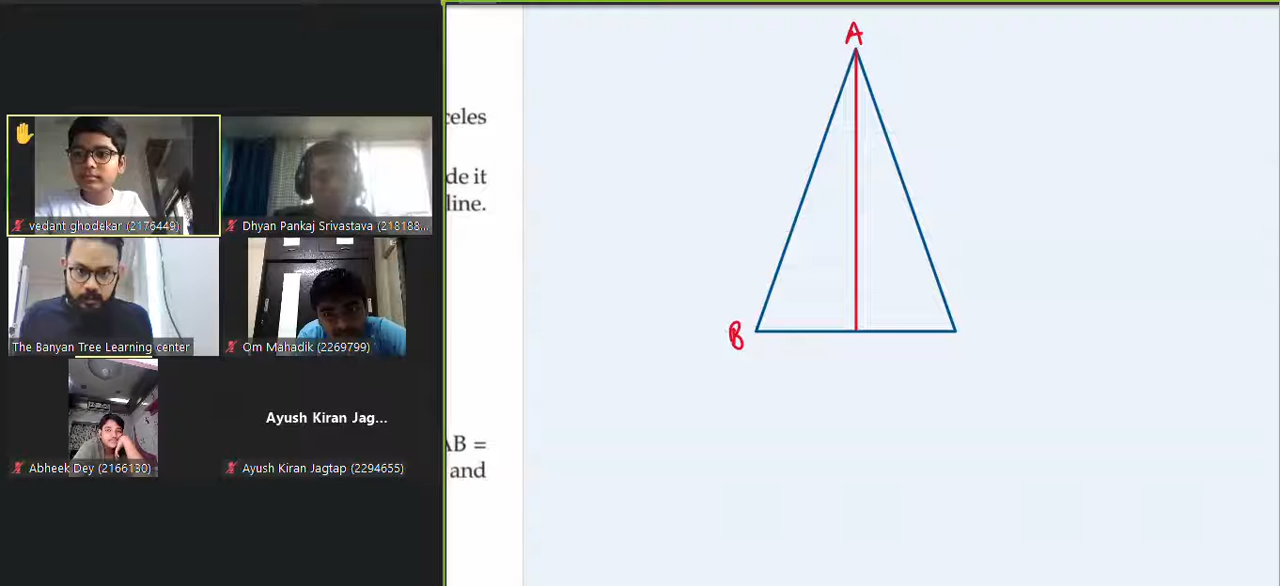 celes
de it
line.
AB =
and
A
B
vedant ghodekar (2176449)
Dhyan Pankaj Srivastava (218188...
The Banyan Tree Learning center
Om Mahadik (2269799)
Abheek Dey (2166130)
Ayush Kiran Jag...
Ayush Kiran Jagtap (2294655)